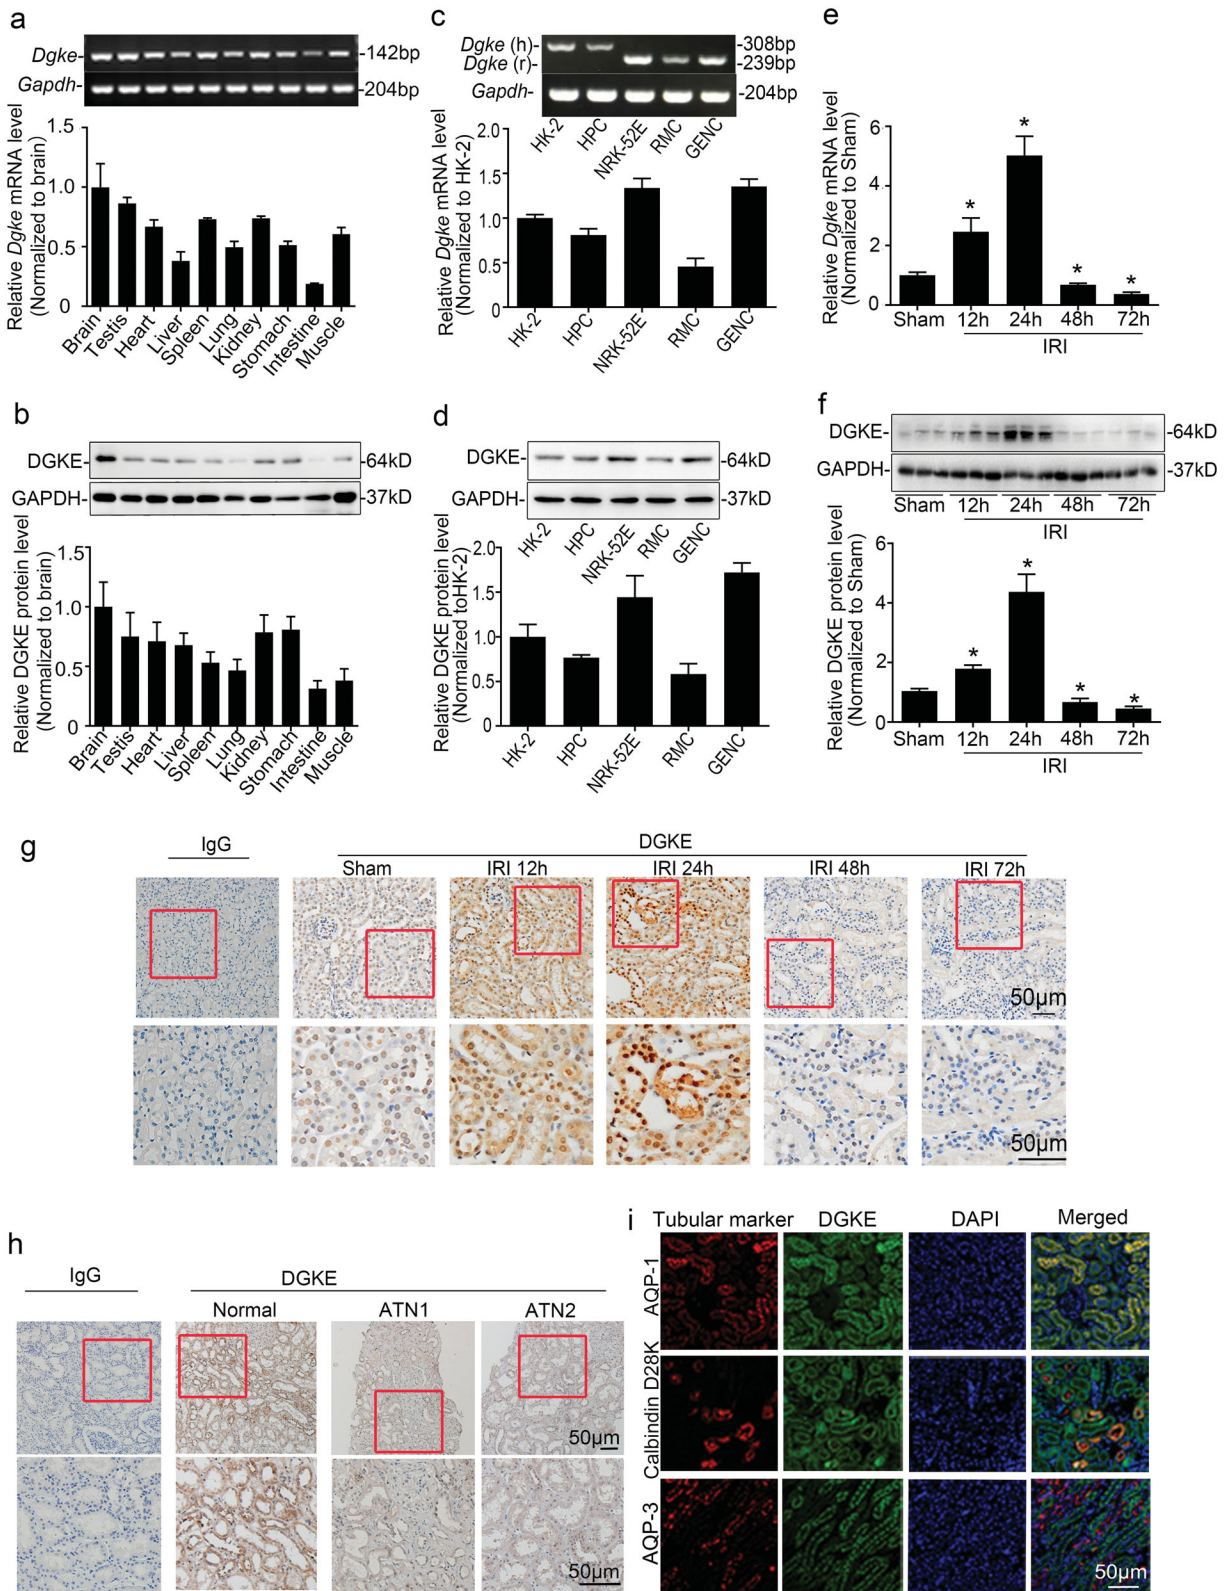 a
Dgke-
-142bp
Gapdh-
-204bp
Relative Dgke mRNA level
(Normalized to brain)
1.5
1.0
0.5
0
Brain
Testis
Heart
Liver
Spleen
Lung
Kidney
Stomach
Intestine
Muscle
c
Dgke (h)-
-308bp
Dgke (r)-
-239bp
Gapdh-
-204bp
HK-2
HPC
NRK-52E
RMC
GENC
Relative Dgke mRNA level
(Normalized to HK-2)
2.0
1.5
1.0
0.5
0
HK-2
HPC
NRK-52E
RMC
GENC
e
Relative Dgke mRNA level
(Normalized to Sham)
6
4
2
0
*
*
*
*
Sham 12h 24h 48h 72h
IRI
b
DGKE-
-64kD
GAPDH-
-37kD
Relative DGKE protein level
(Normalized to brain)
1.5
1.0
0.5
0
Brain
Testis
Heart
Liver
Spleen
Lung
Kidney
Stomach
Intestine
Muscle
d
DGKE-
-64kD
GAPDH-
-37kD
HK-2
HPC
NRK-52E
RMC
GENC
Relative DGKE protein level
(Normalized toHK-2)
2.0
1.5
1.0
0.5
0
HK-2
HPC
NRK-52E
RMC
GENC
f
DGKE-
-64kD
GAPDH-
-37kD
Sham 12h 24h 48h 72h
IRI
Relative DGKE protein level
(Normalized to Sham)
6
4
2
0
*
*
*
*
Sham 12h 24h 48h 72h
IRI
g
IgG
DGKE
Sham IRI 12h IRI 24h IRI 48h IRI 72h
50μm
50μm
h
IgG
DGKE
Normal ATN1 ATN2
50μm
50μm
i
Tubular marker DGKE DAPI Merged
AQP-1
Calbindin D28K
AQP-3
50μm